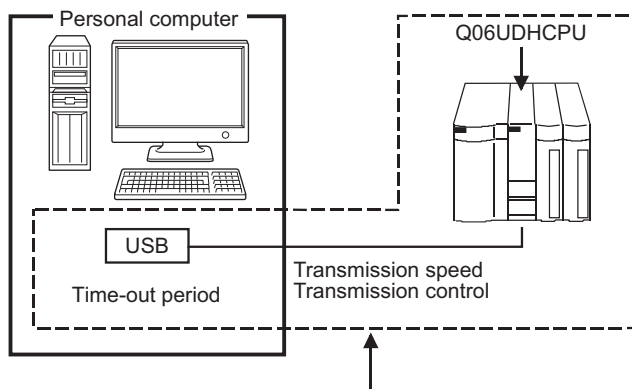 Personal computer
Q06UDHCPU
USB
Transmission speed
Transmission control
Time-out period